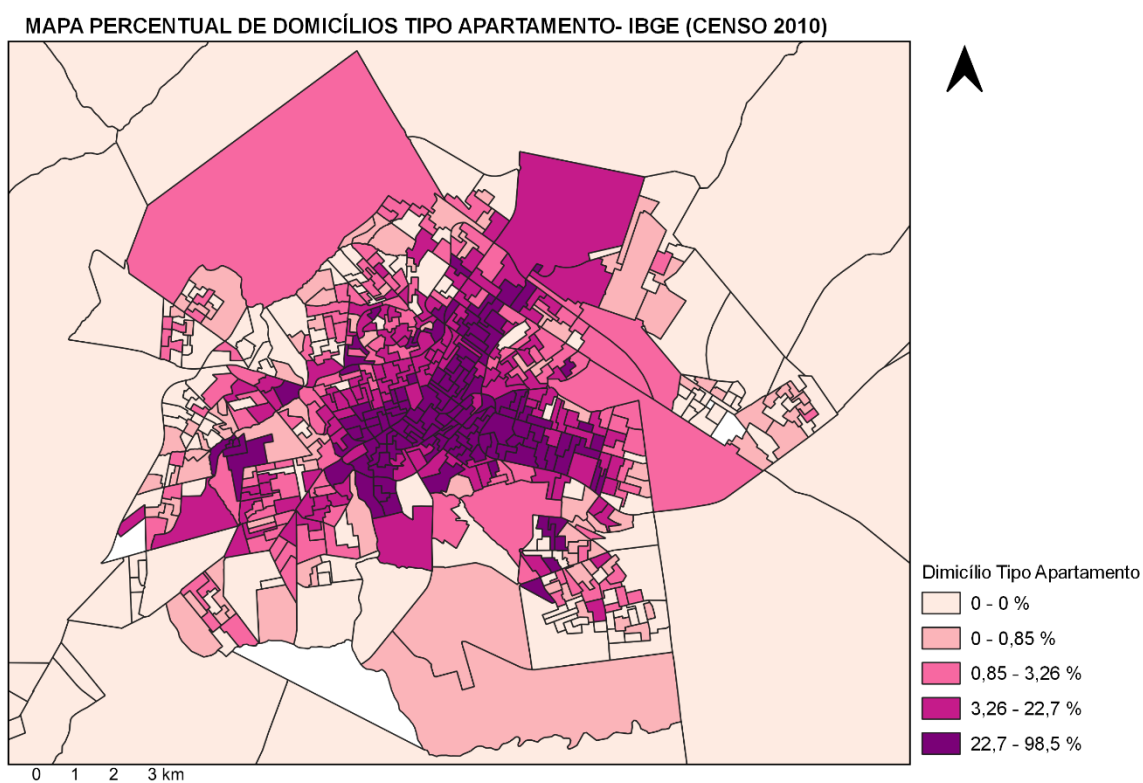 MAPA PERCENTUAL DE DOMICÍLIOS TIPO APARTAMENTO- IBGE (CENSO 2010)
Dimicílio Tipo Apartamento
0 - 0 %
0 - 0,85 %
0,85 - 3,26 %
3,26 - 22,7 %
22,7 - 98,5 %
0 1 2 3 km